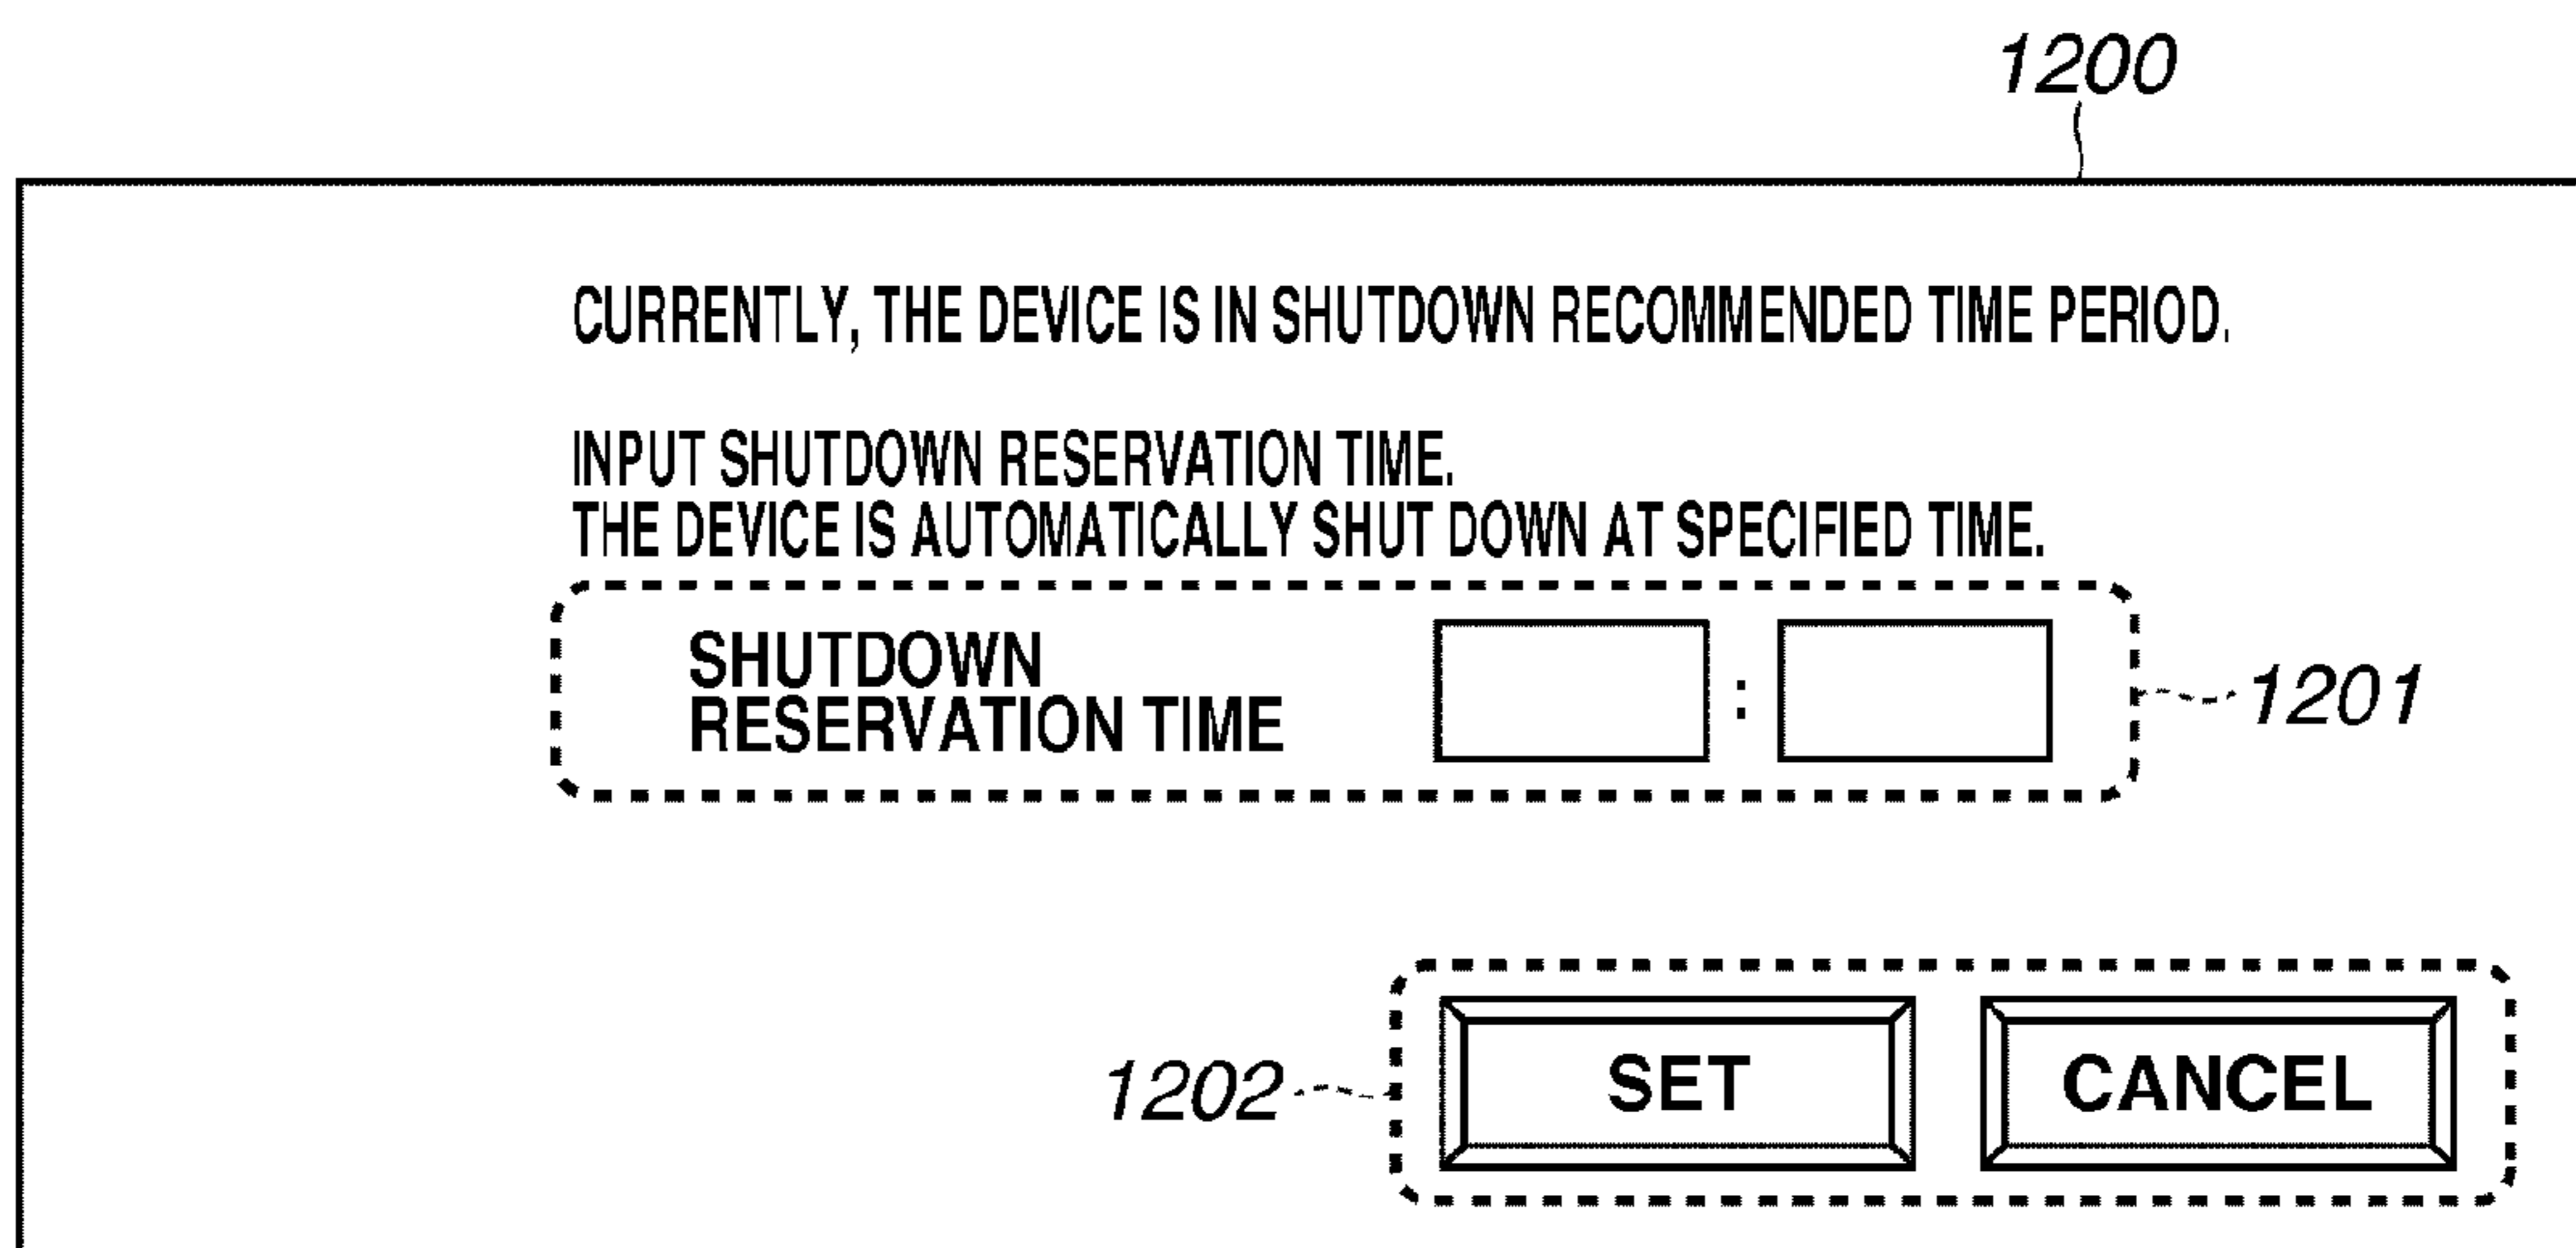 1200
CURRENTLY, THE DEVICE IS IN SHUTDOWN RECOMMENDED TIME PERIOD.
INPUT SHUTDOWN RESERVATION TIME.
THE DEVICE IS AUTOMATICALLY SHUT DOWN AT SPECIFIED TIME.
SHUTDOWN
RESERVATION TIME : 1201
1202 SET CANCEL